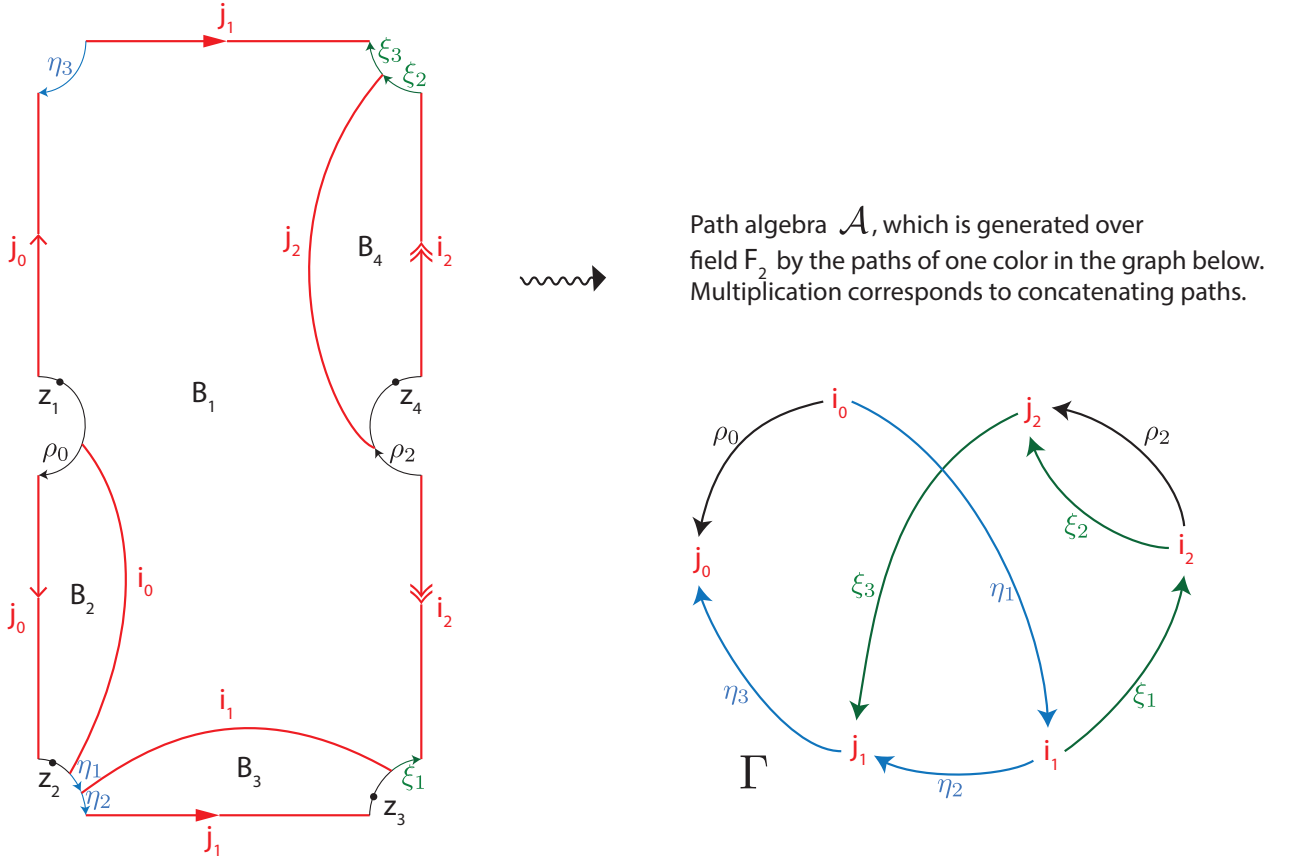 j₁
η₃
ξ₃
ξ₂
j₀
j₂
B₄
i₂
z₁
B₁
z₄
ρ₀
ρ₂
j₀
B₂
i₀
i₂
i₁
z₂
η₁
B₃
ξ₁
η₂
z₃
j₁
Path algebra 𝒜, which is generated over
field F₂ by the paths of one color in the graph below.
Multiplication corresponds to concatenating paths.
i₀
j₂
ρ₀
ρ₂
ξ₂
j₀
i₂
ξ₃
η₁
η₃
ξ₁
j₁
i₁
Γ
η₂